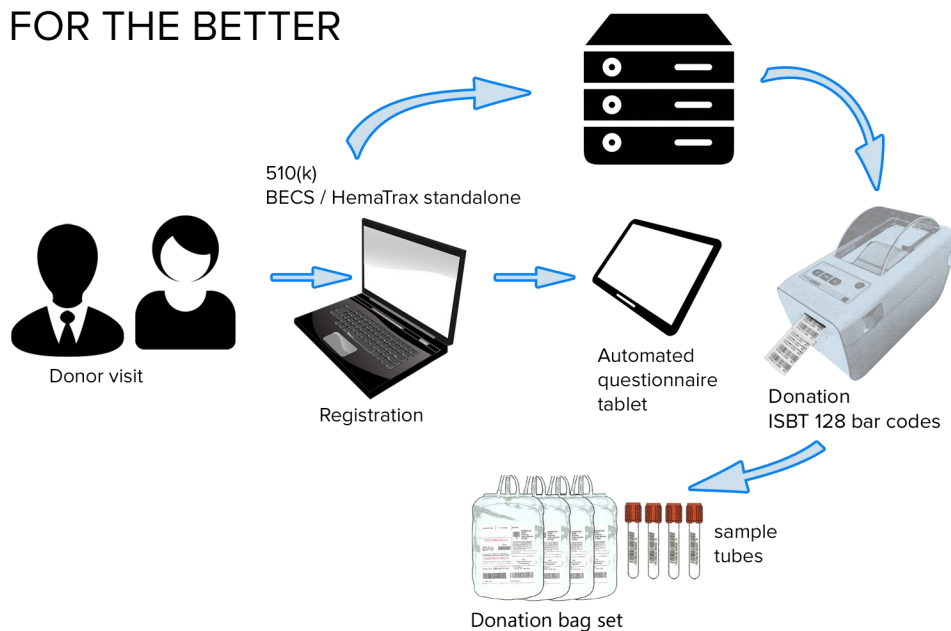 FOR THE BETTER
510(k)
BECS / HemaTrax standalone
Donor visit
Registration
Automated
questionnaire
tablet
Donation
ISBT 128 bar codes
sample
tubes
Donation bag set